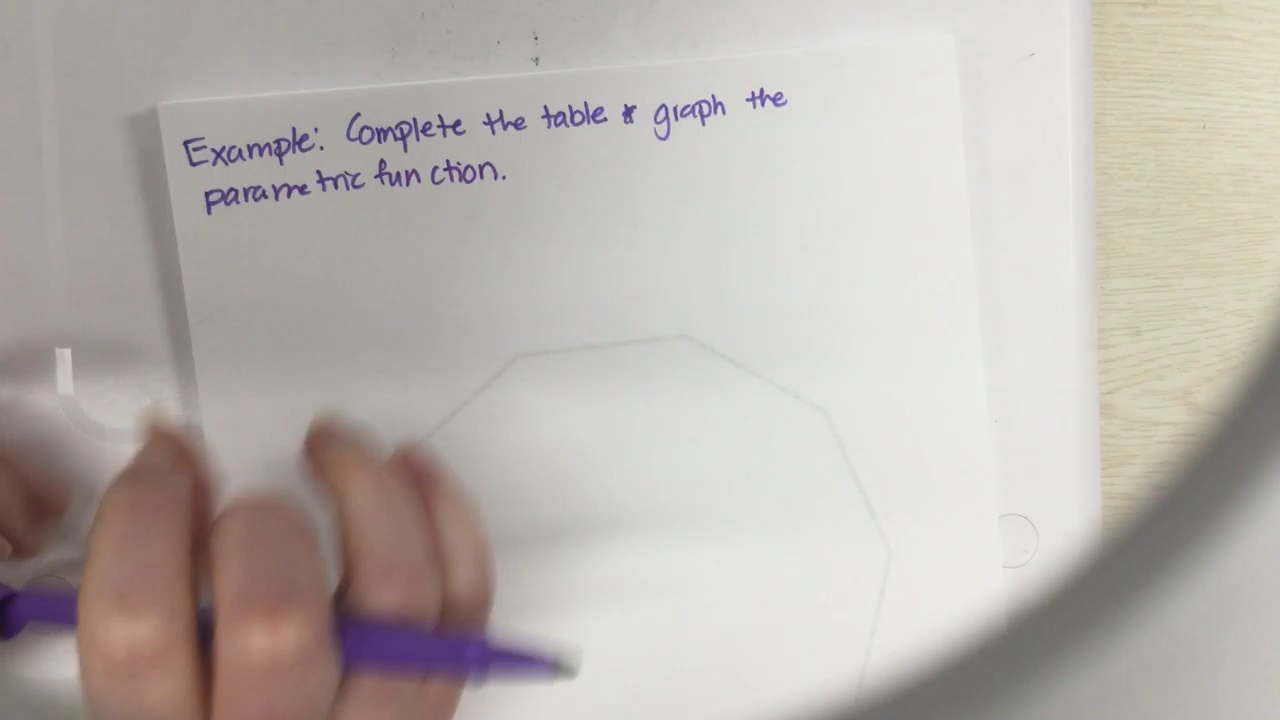 Example: Complete the table & graph the
parametric function.